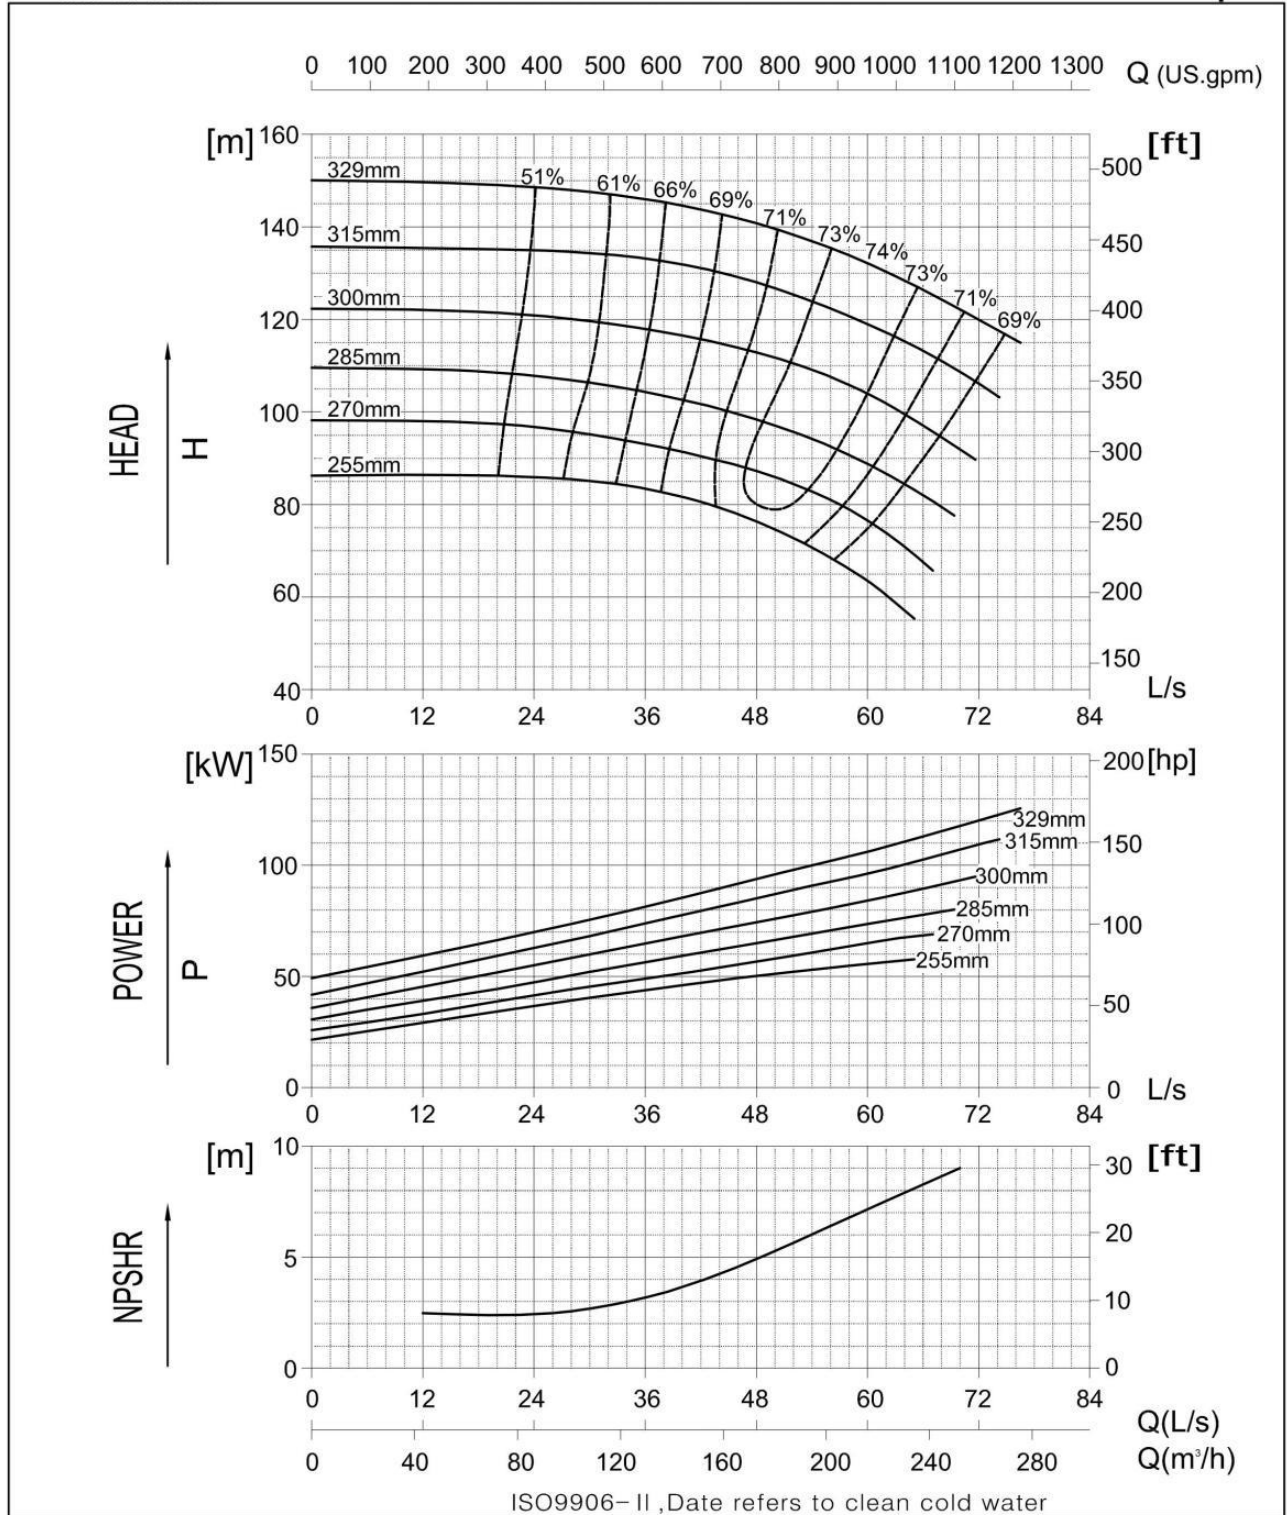 0 100 200 300 400 500 600 700 800 900 1000 1100 1200 1300 Q (US.gpm)
[m] 160 [ft]
500
329mm 51% 61% 66% 69% 71% 73% 74% 73% 71% 69%
140 315mm 450
300mm
120 400
285mm
350
HEAD H
100 270mm
300
255mm
80
250
60 200
150
40 L/s
0 12 24 36 48 60 72 84
[kW] 150 200 [hp]
329mm
315mm 150
100
300mm
285mm
100
270mm
255mm
POWER P
50
50
0 0 L/s
0 12 24 36 48 60 72 84
[m] 10 [ft]
30
20
5
NPSHR
10
0 0
0 12 24 36 48 60 72 84
Q(L/s)
0 40 80 120 160 200 240 280 Q(m³/h)
ISO9906-II ,Date refers to clean cold water